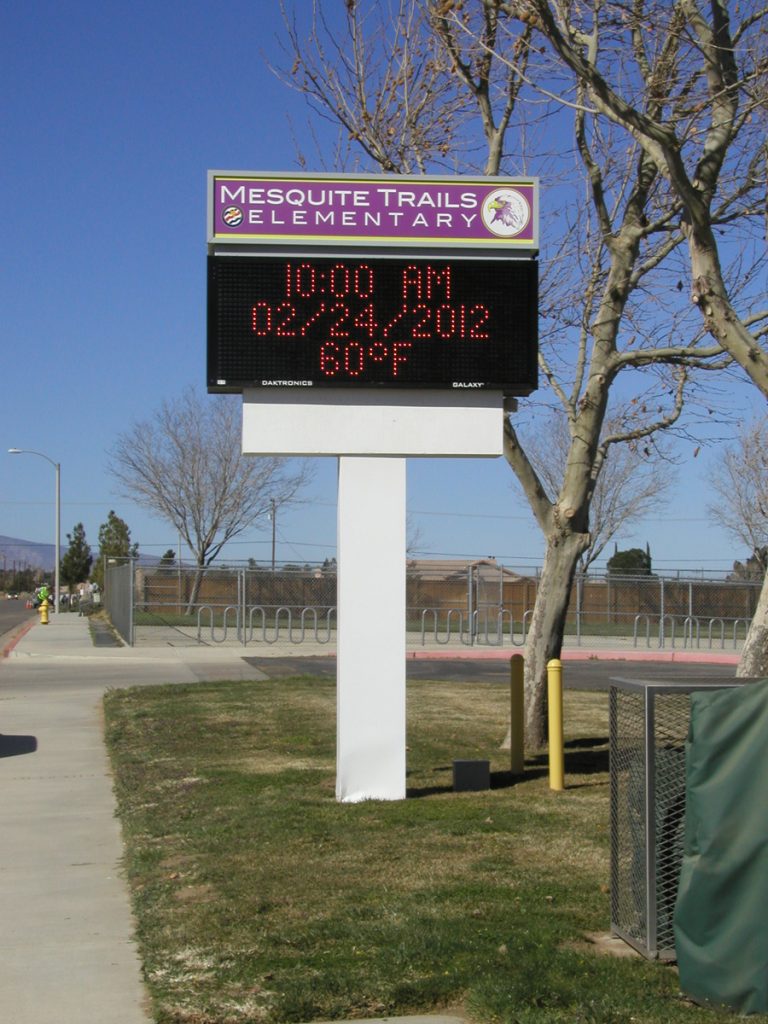 MESQUITE TRAILS
ELEMENTARY
10:00 AM
02/24/2012
60°F
DAKTRONICS GALAXY